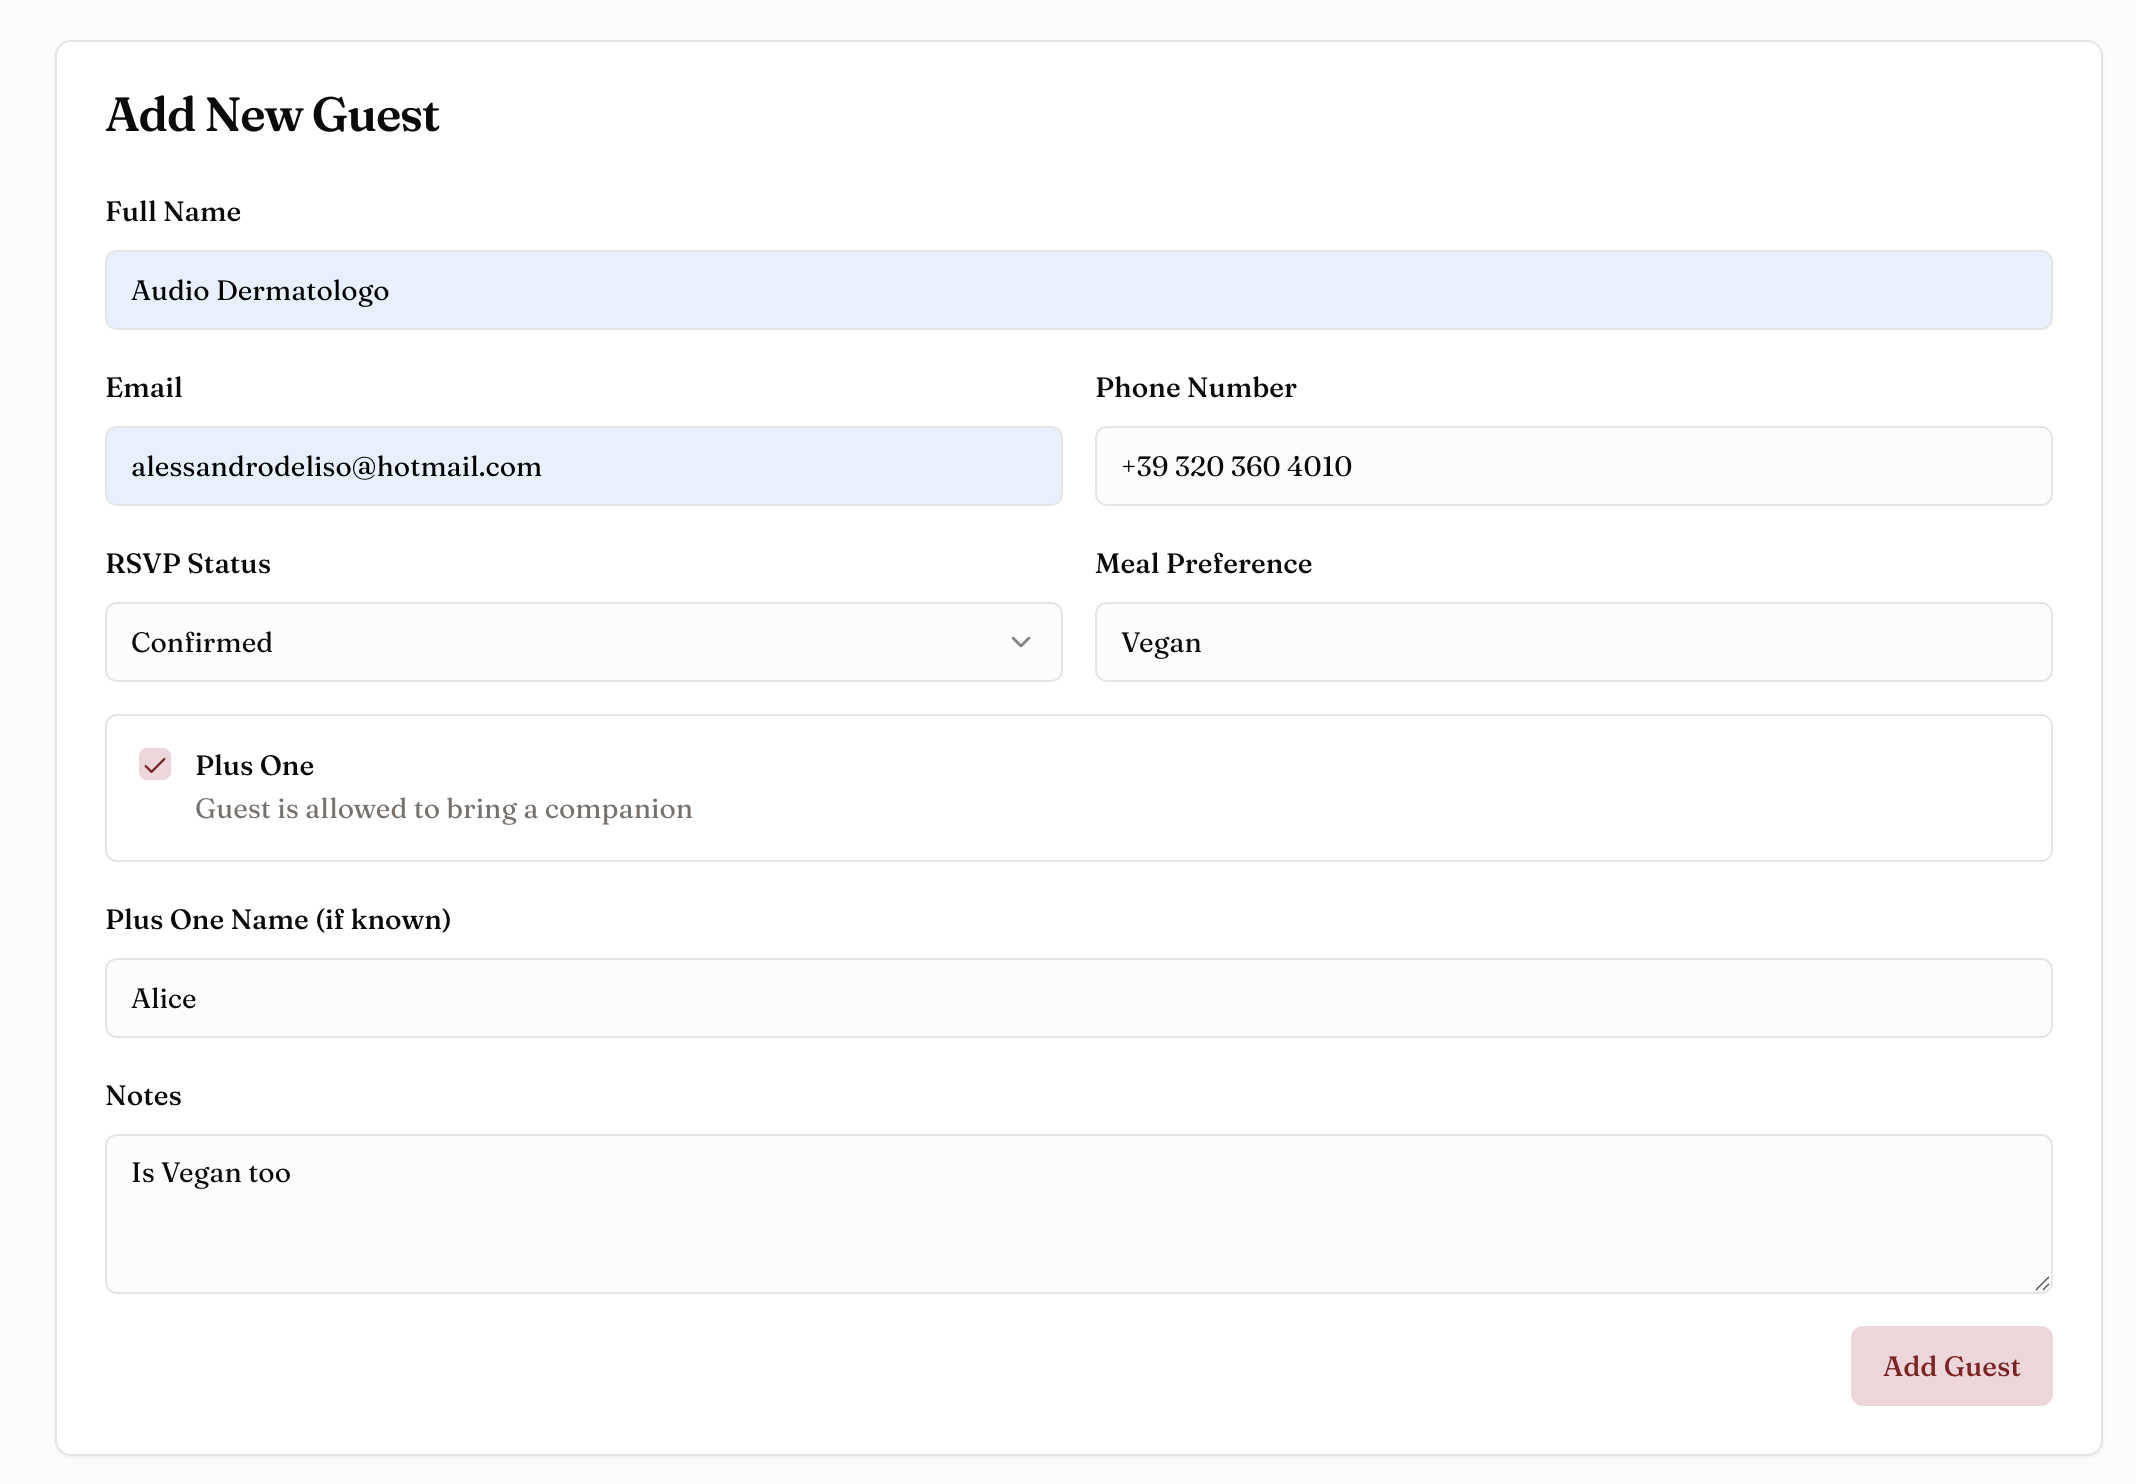 Add New Guest
Full Name
Audio Dermatologo
Email
Phone Number
alessandrodeliso@hotmail.com
+39 320 360 4010
RSVP Status
Meal Preference
Confirmed
Vegan
Plus One
Guest is allowed to bring a companion
Plus One Name (if known)
Alice
Notes
Is Vegan too
Add Guest